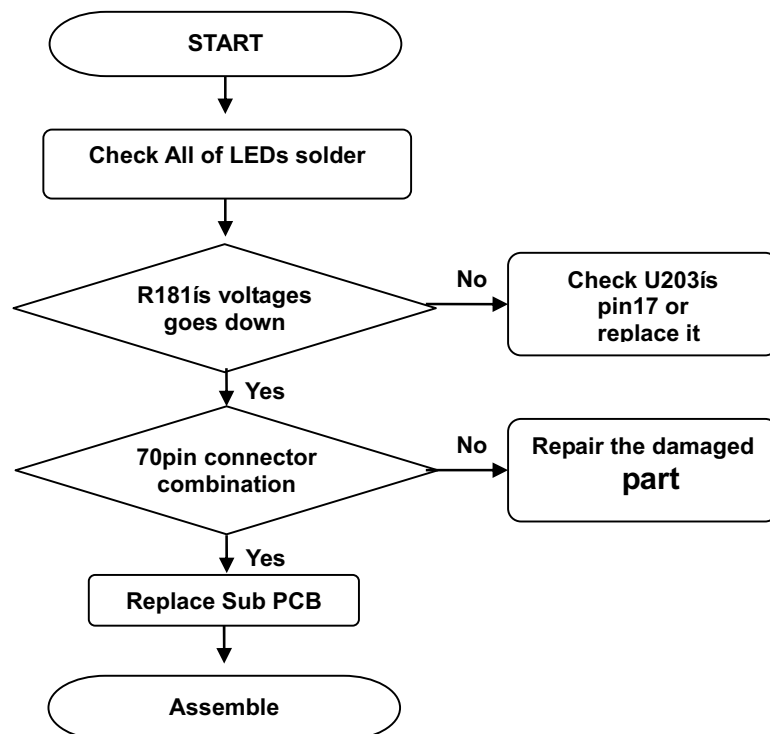 START
Check All of LEDs solder
R181ís voltages
goes down
No
Check U203ís
pin17 or
replace it
Yes
70pin connector
combination
No
Repair the damaged
part
Yes
Replace Sub PCB
Assemble